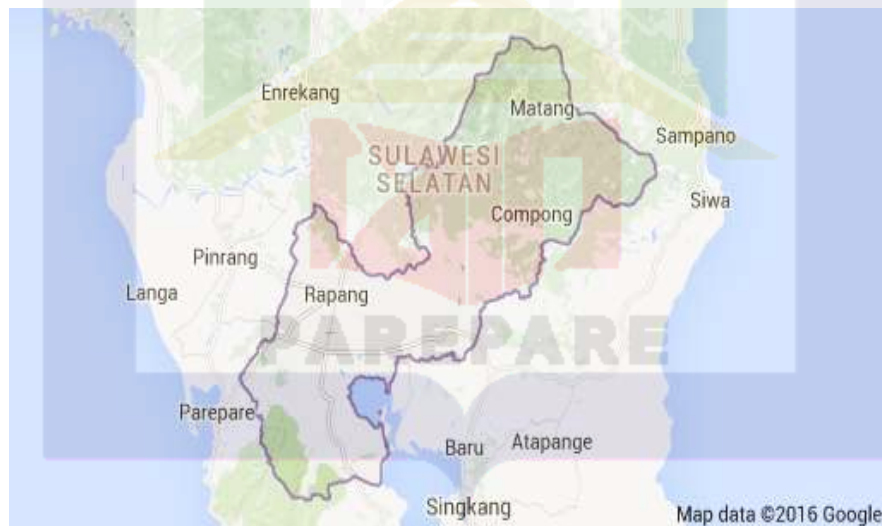 Enrekang
Matang
Sampano
SULAWESI
SELATAN
Siwa
Compong
Pinrang
Langa
Rapang
PAREPARE
Parepare
Baru
Atapange
Singkang
Map data ©2016 Google